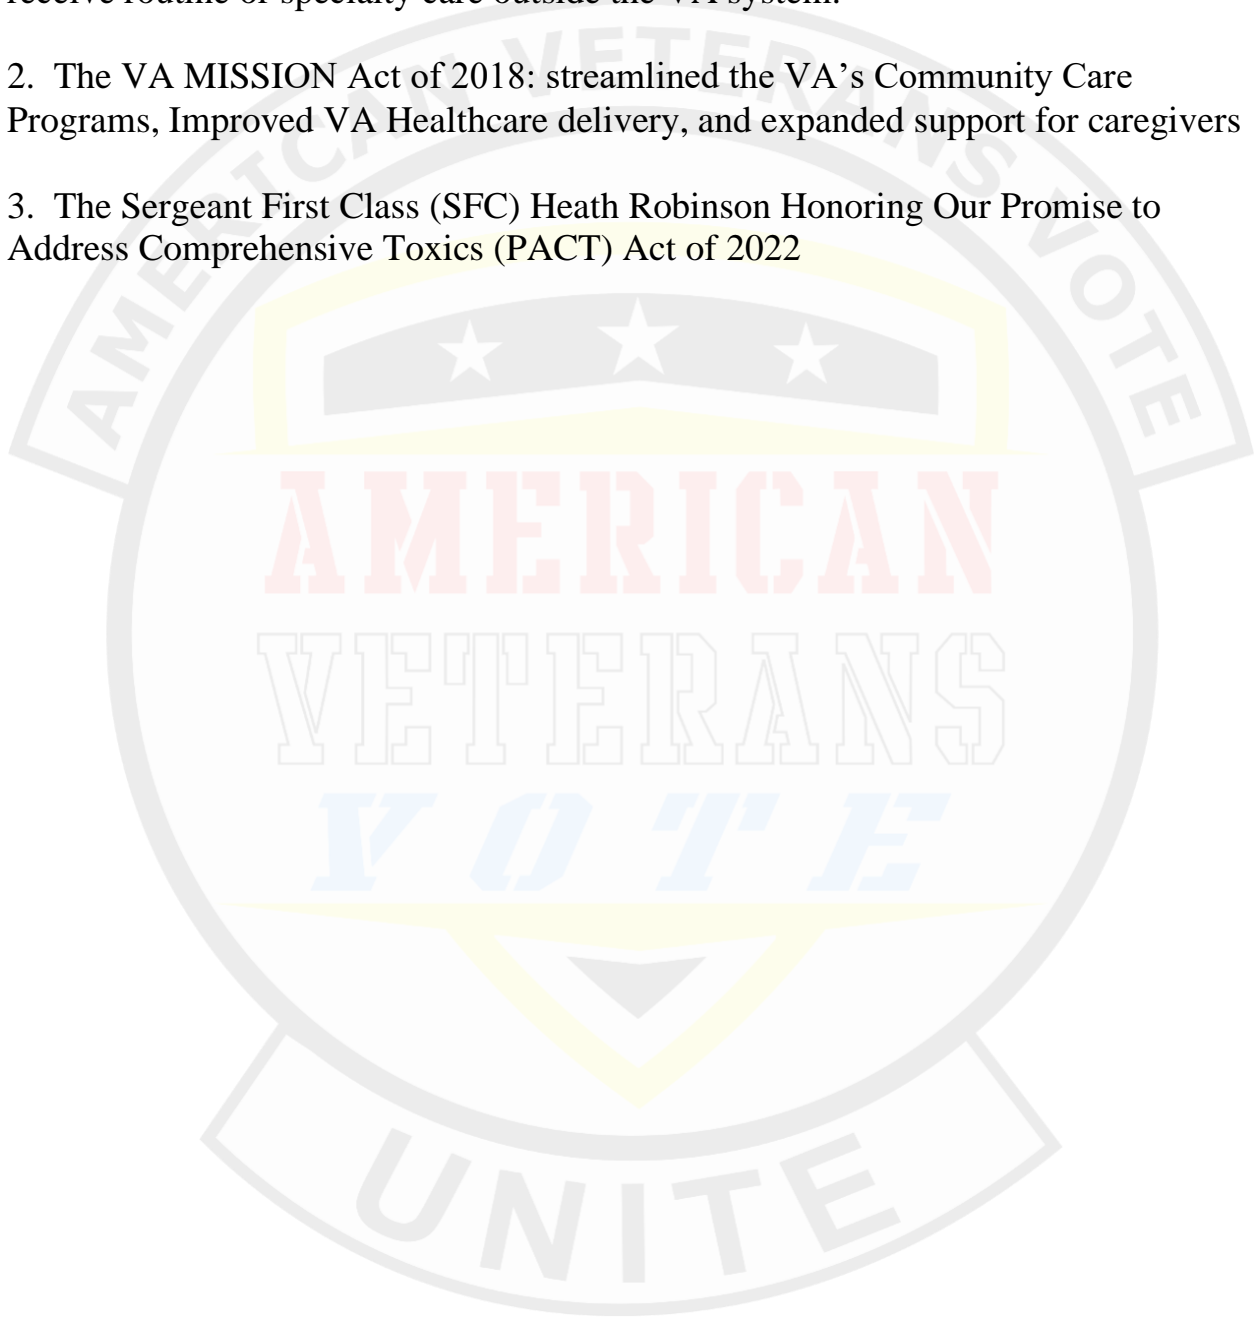 receive routine or specialty care outside the VA system.
2. The VA MISSION Act of 2018: streamlined the VA’s Community Care
Programs, Improved VA Healthcare delivery, and expanded support for caregivers
3. The Sergeant First Class (SFC) Heath Robinson Honoring Our Promise to
Address Comprehensive Toxics (PACT) Act of 2022
AMERICAN VETERANS VOTE
AMERICAN
VETERANS
VOTE
UNITE